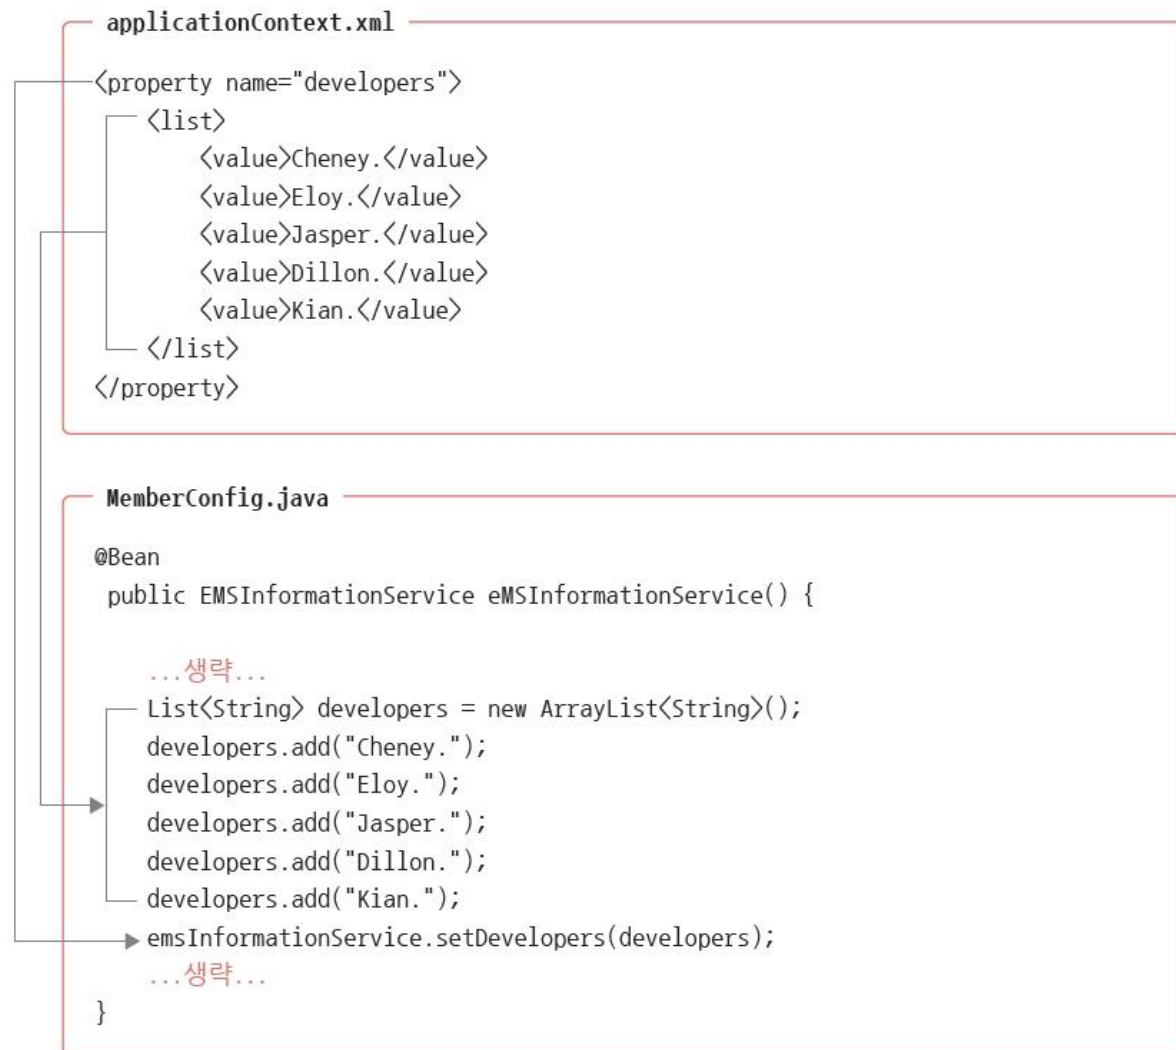 applicationContext.xml
<property name="developers">
<list>
<value>Cheney.</value>
<value>Eloy.</value>
<value>Jasper.</value>
<value>Dillon.</value>
<value>Kian.</value>
</list>
</property>
MemberConfig.java
@Bean
public EMSInformationService eMSInformationService() {
...생략...
List<String> developers = new ArrayList<String>();
developers.add("Cheney.");
developers.add("Eloy.");
developers.add("Jasper.");
developers.add("Dillon.");
developers.add("Kian.");
emsInformationService.setDevelopers(developers);
...생략...
}